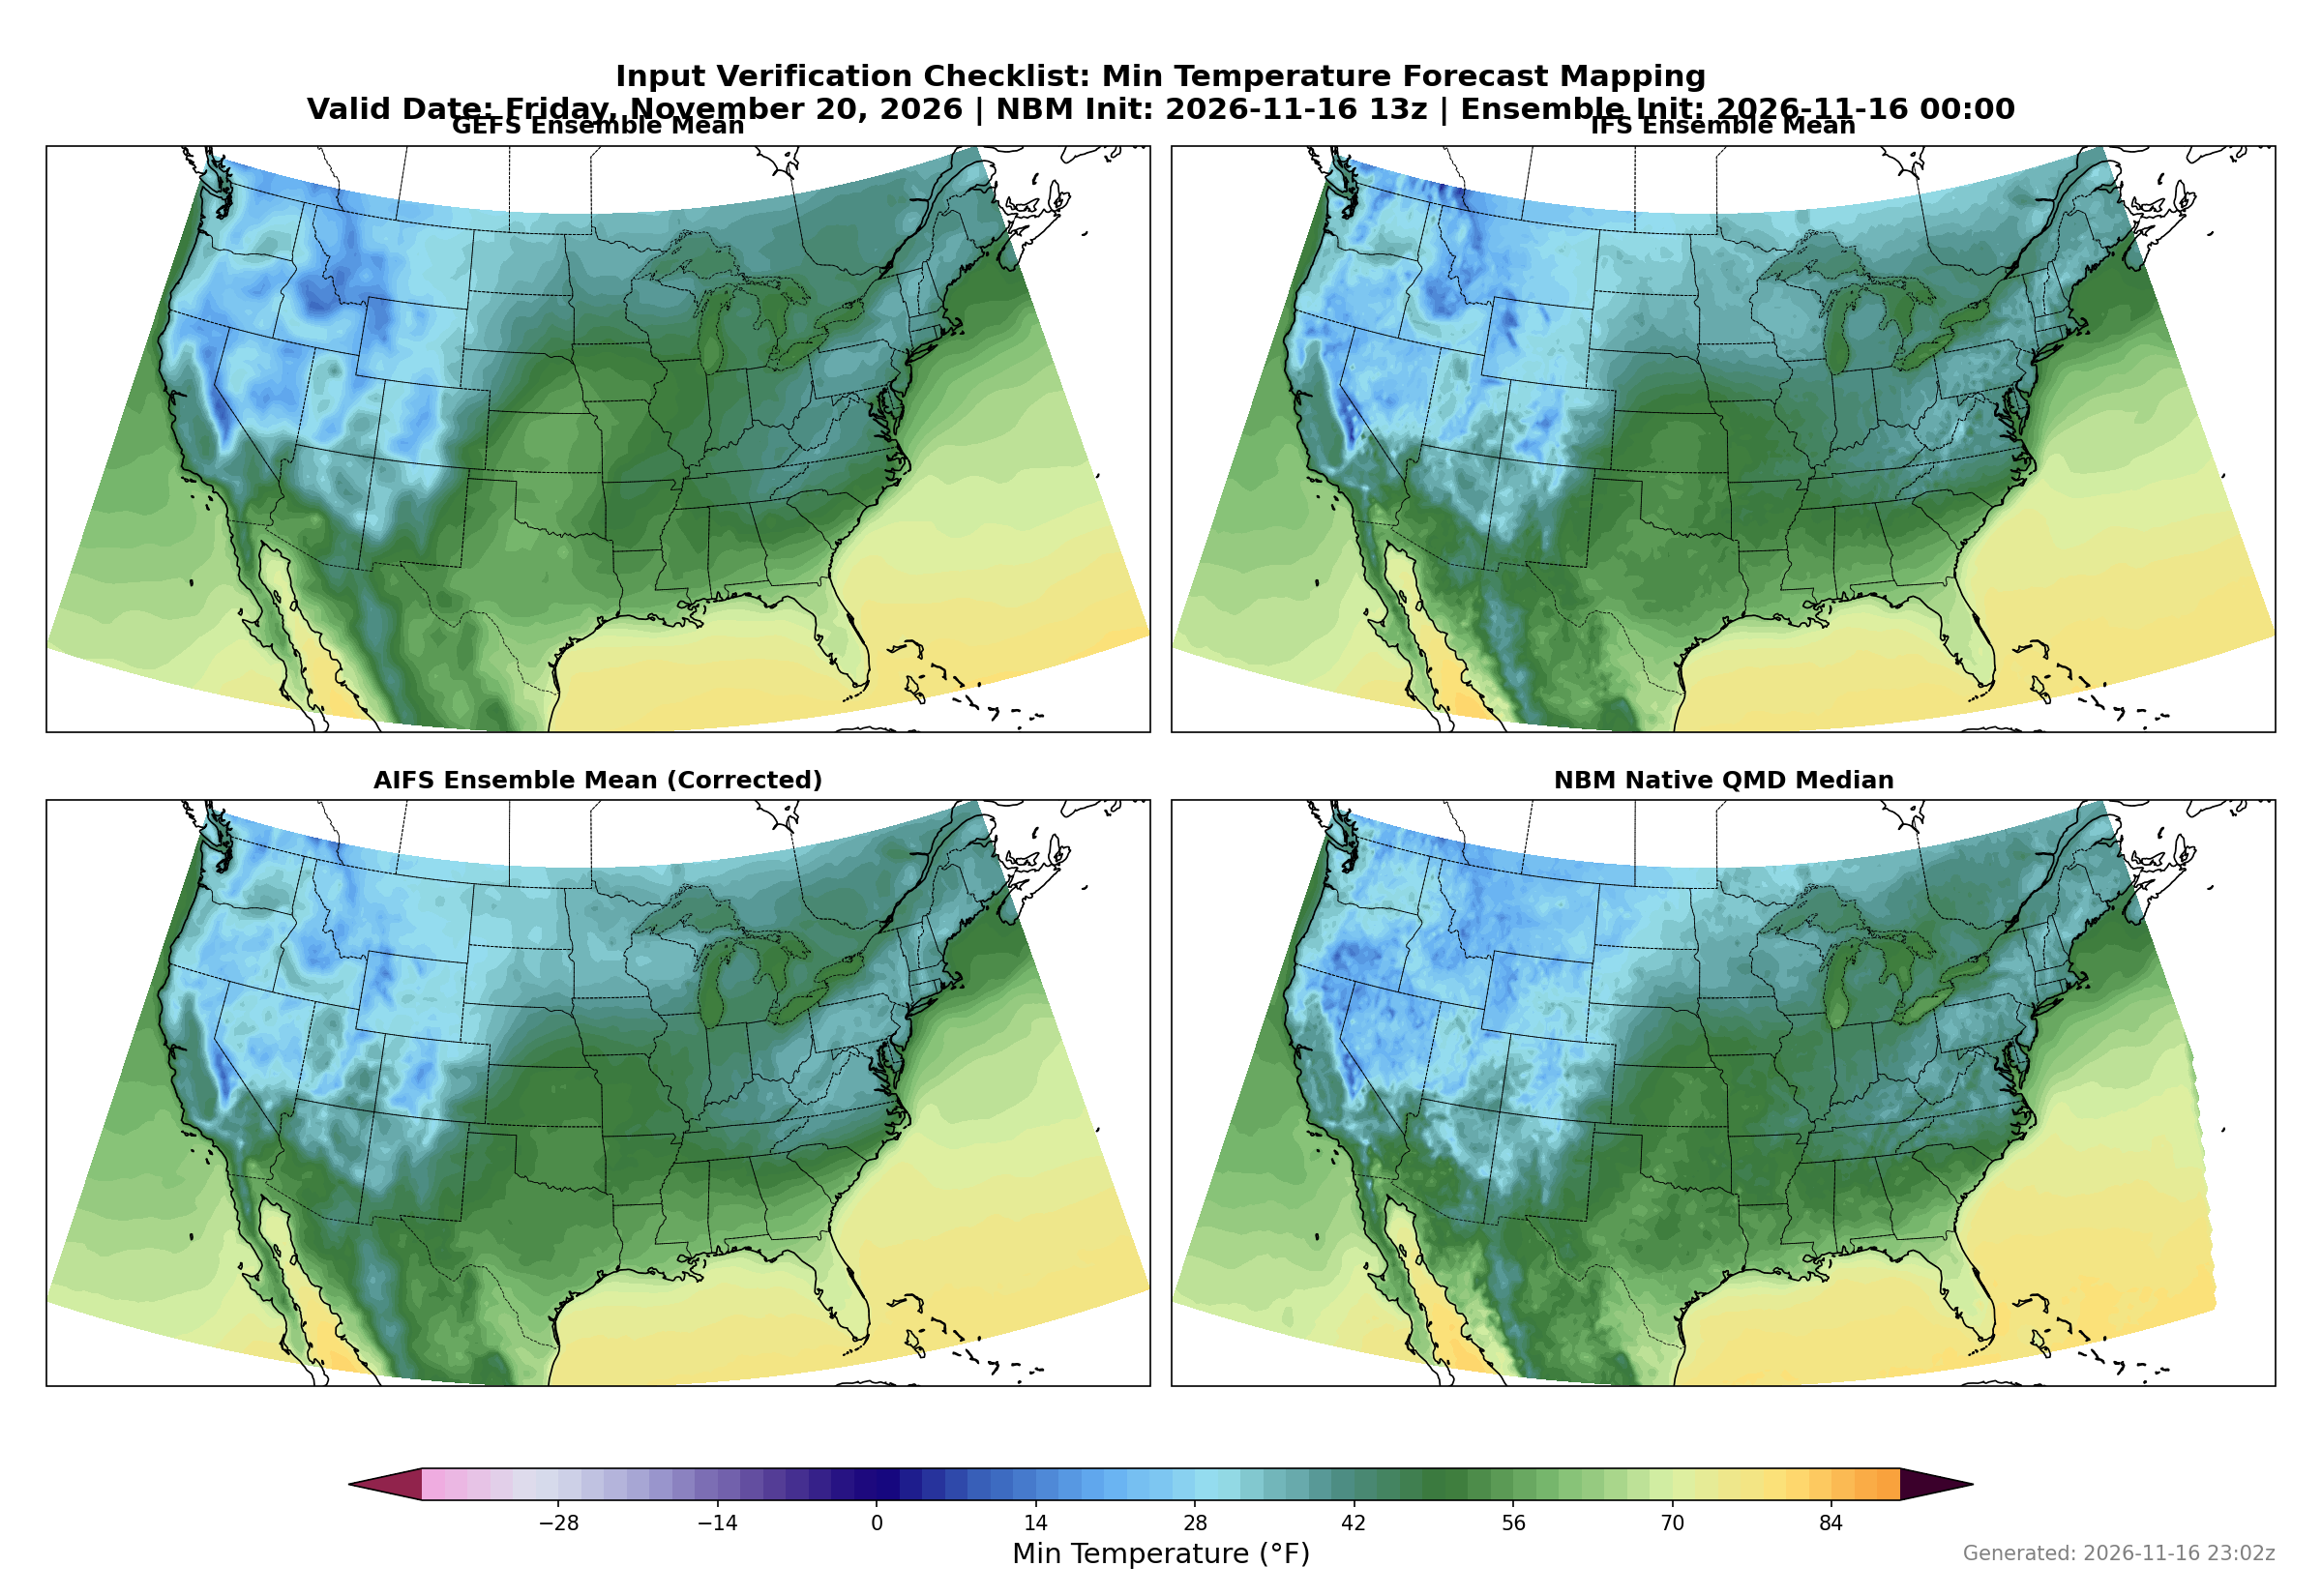 Input Verification Checklist: Min Temperature Forecast Mapping
Valid Date: Friday, November 20, 2026 | NBM Init: 2026-11-16 13z | Ensemble Init: 2026-11-16 00:00
GEFS Ensemble Mean
IFS Ensemble Mean
AIFS Ensemble Mean (Corrected)
NBM Native QMD Median
−28 −14 0 14 28 42 56 70 84
Min Temperature (°F)
Generated: 2026-11-16 23:02z